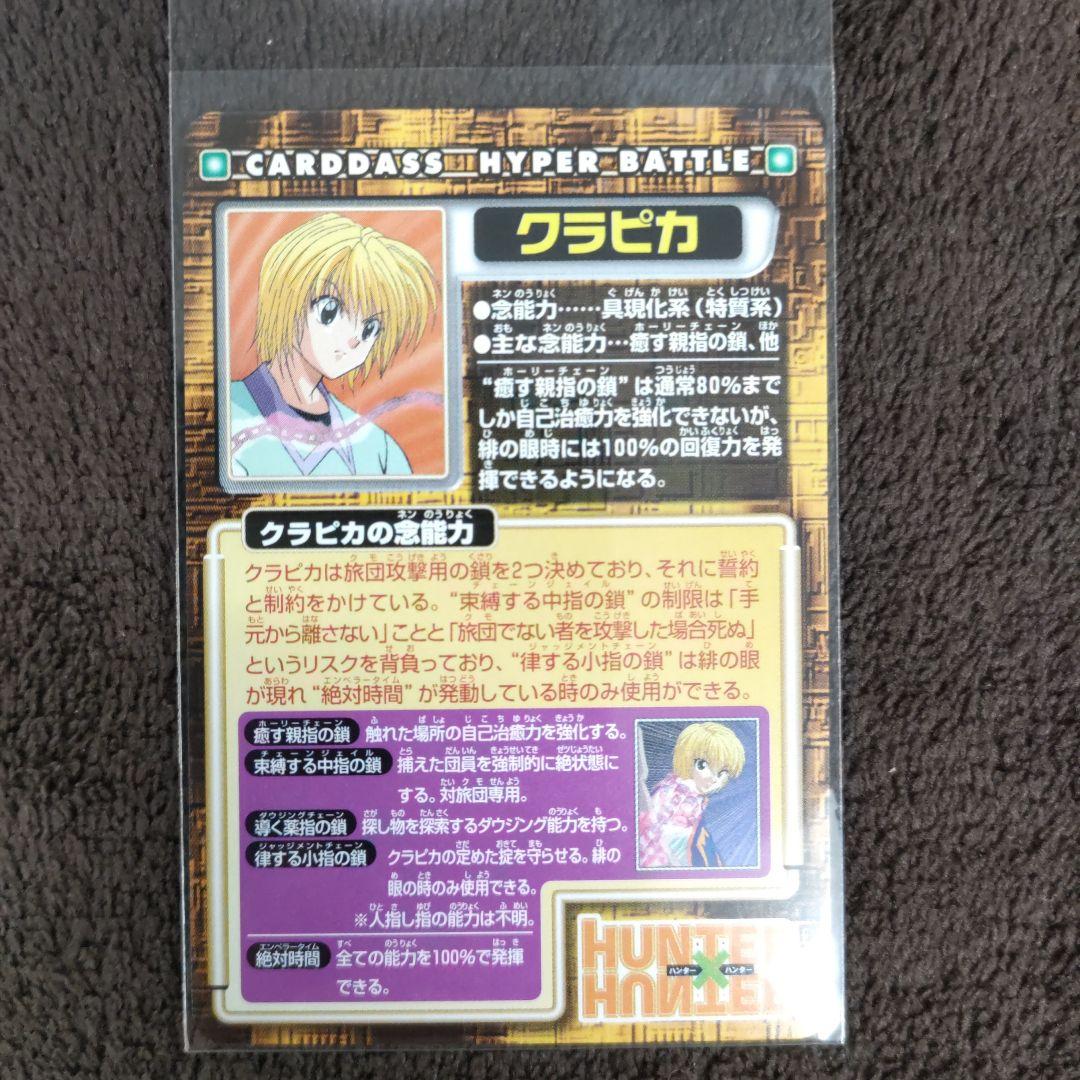 CARDDASS HYPER BATTLE
クラピカ
●念能力……具現化系(特質系)
●主な念能力…癒す親指の鎖、他
“癒す親指の鎖”は通常80%まで
しか自己治癒力を強化できないが、
緋の眼時には100%の回復力を発
揮できるようになる。
クラピカの念能力
クラピカは旅団攻撃用の鎖を2つ決めており、それに誓約
と制約をかけている。“束縛する中指の鎖”の制限は「手
元から離さない」ことと「旅団でない者を攻撃した場合死ぬ」
というリスクを背負っており、“律する小指の鎖”は緋の眼
が現れ“絶対時間”が発動している時のみ使用ができる。
癒す親指の鎖 触れた場所の自己治癒力を強化する。
束縛する中指の鎖 捕えた団員を強制的に絶状態に
する。対旅団専用。
導く薬指の鎖 探し物を探索するダウジング能力を持つ。
律する小指の鎖 クラピカの定めた掟を守らせる。緋の
眼の時のみ使用できる。
※人指し指の能力は不明。
絶対時間 全ての能力を100%で発揮
できる。
HUNTER
ハンター×ハンター
HUNTER